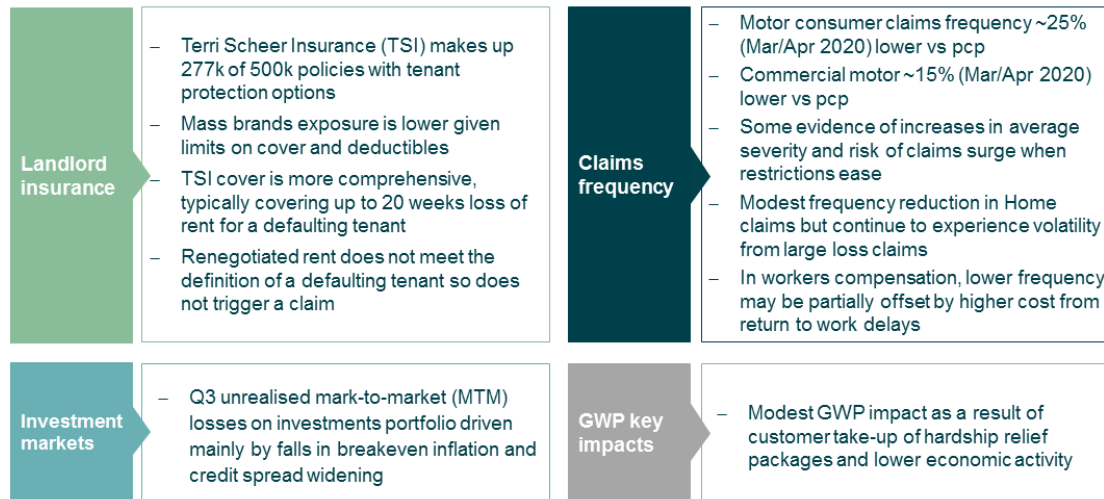 Landlord
insurance
– Terri Scheer Insurance (TSI) makes up
277k of 500k policies with tenant
protection options
– Mass brands exposure is lower given
limits on cover and deductibles
– TSI cover is more comprehensive,
typically covering up to 20 weeks loss of
rent for a defaulting tenant
– Renegotiated rent does not meet the
definition of a defaulting tenant so does
not trigger a claim
Claims
frequency
– Motor consumer claims frequency ~25%
(Mar/Apr 2020) lower vs pcp
– Commercial motor ~15% (Mar/Apr 2020)
lower vs pcp
– Some evidence of increases in average
severity and risk of claims surge when
restrictions ease
– Modest frequency reduction in Home
claims but continue to experience volatility
from large loss claims
– In workers compensation, lower frequency
may be partially offset by higher cost from
return to work delays
Investment
markets
– Q3 unrealised mark-to-market (MTM)
losses on investments portfolio driven
mainly by falls in breakeven inflation and
credit spread widening
GWP key
impacts
– Modest GWP impact as a result of
customer take-up of hardship relief
packages and lower economic activity